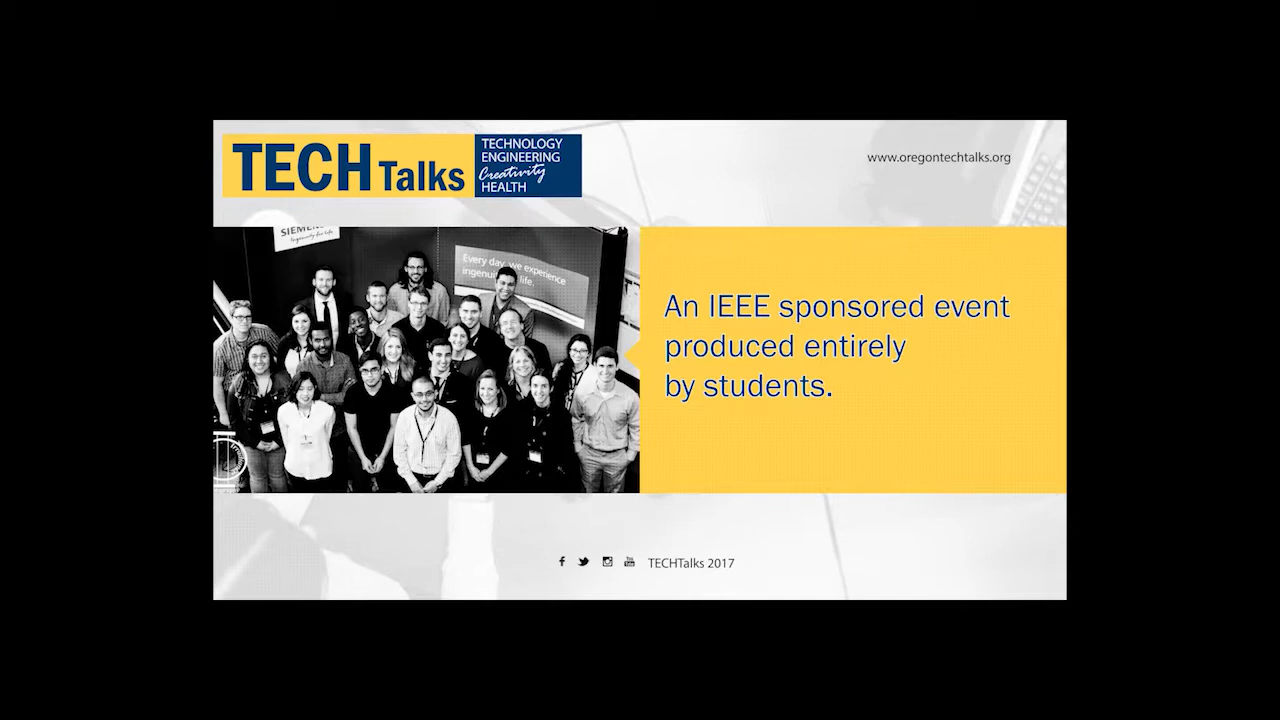 TECH Talks
TECHNOLOGY
ENGINEERING
Creativity
HEALTH
www.oregontechtalks.org
Ingenuity for life
Every day, we experience
life.
An IEEE sponsored event
produced entirely
by students.
TECHTalks 2017